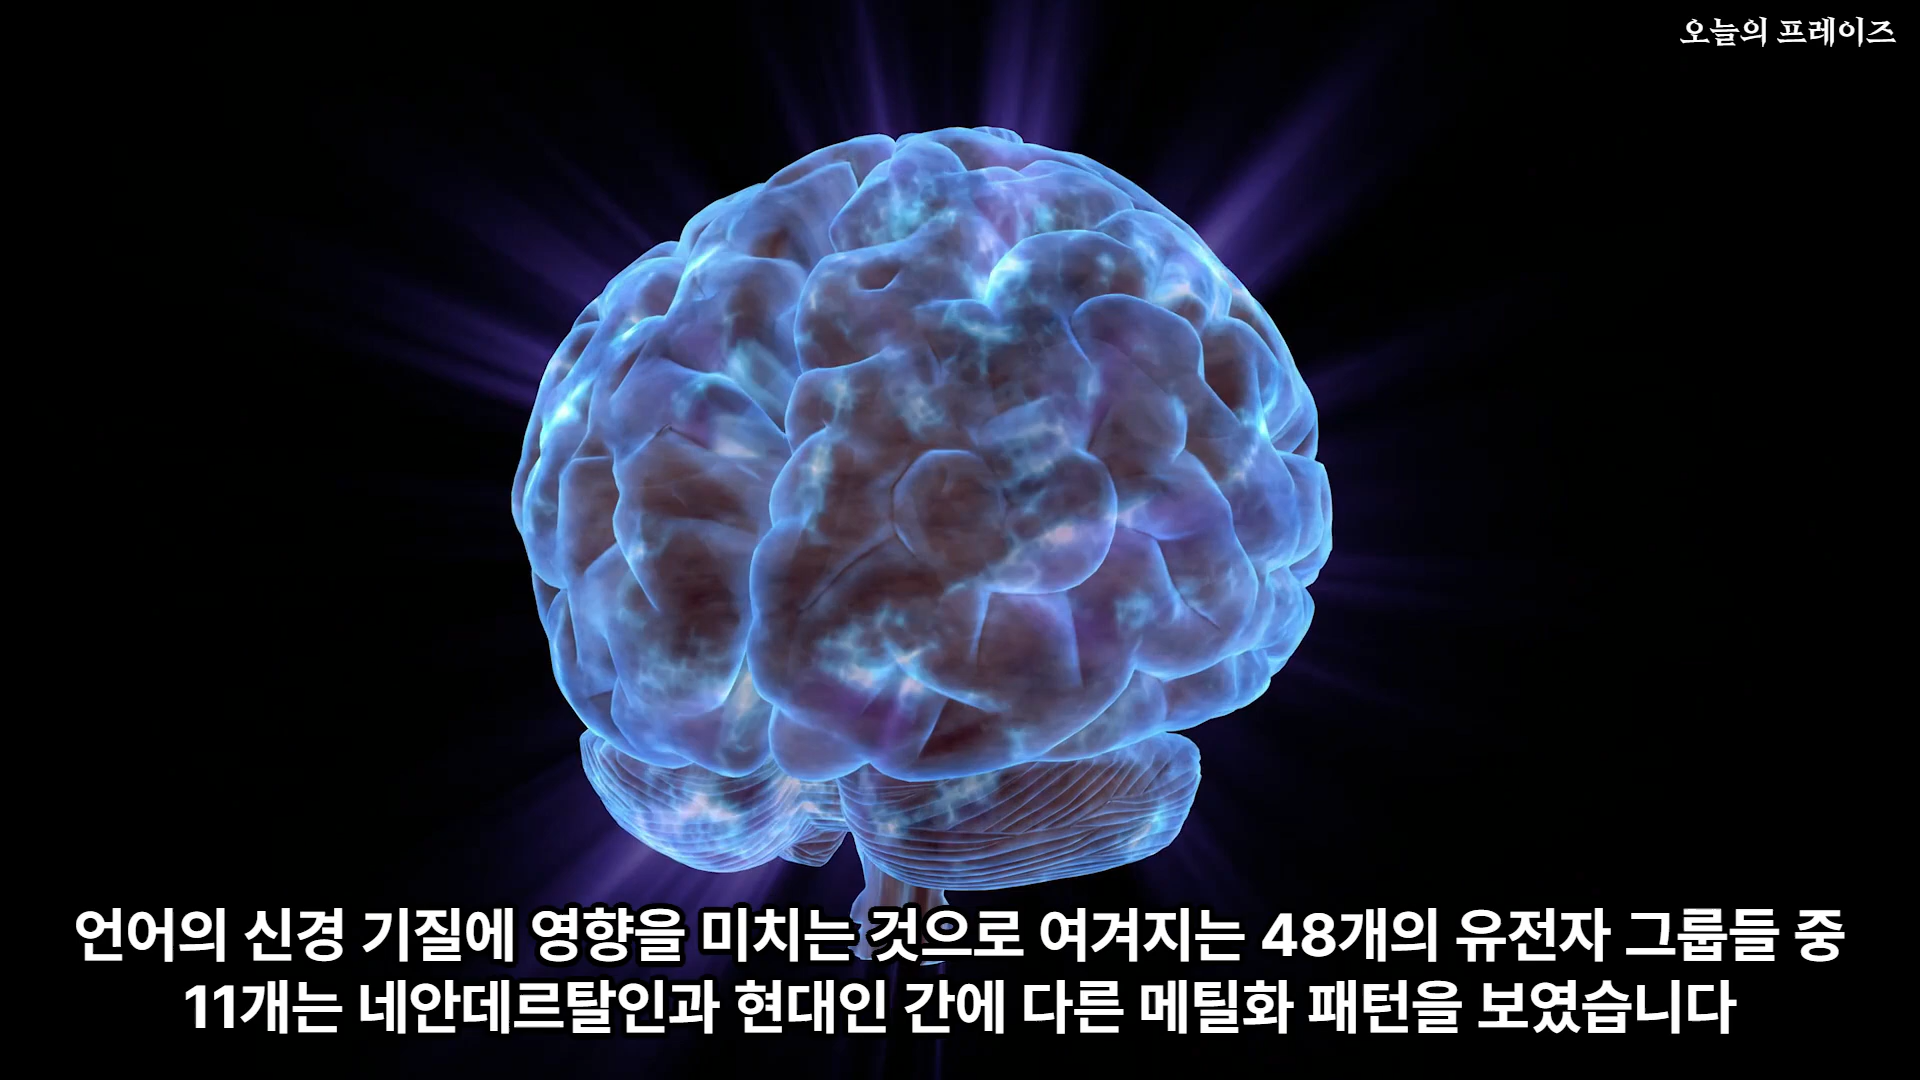 오늘의 프레이즈
언어의 신경 기질에 영향을 미치는 것으로 여겨지는 48개의 유전자 그룹들 중
11개는 네안데르탈인과 현대인 간에 다른 메틸화 패턴을 보였습니다